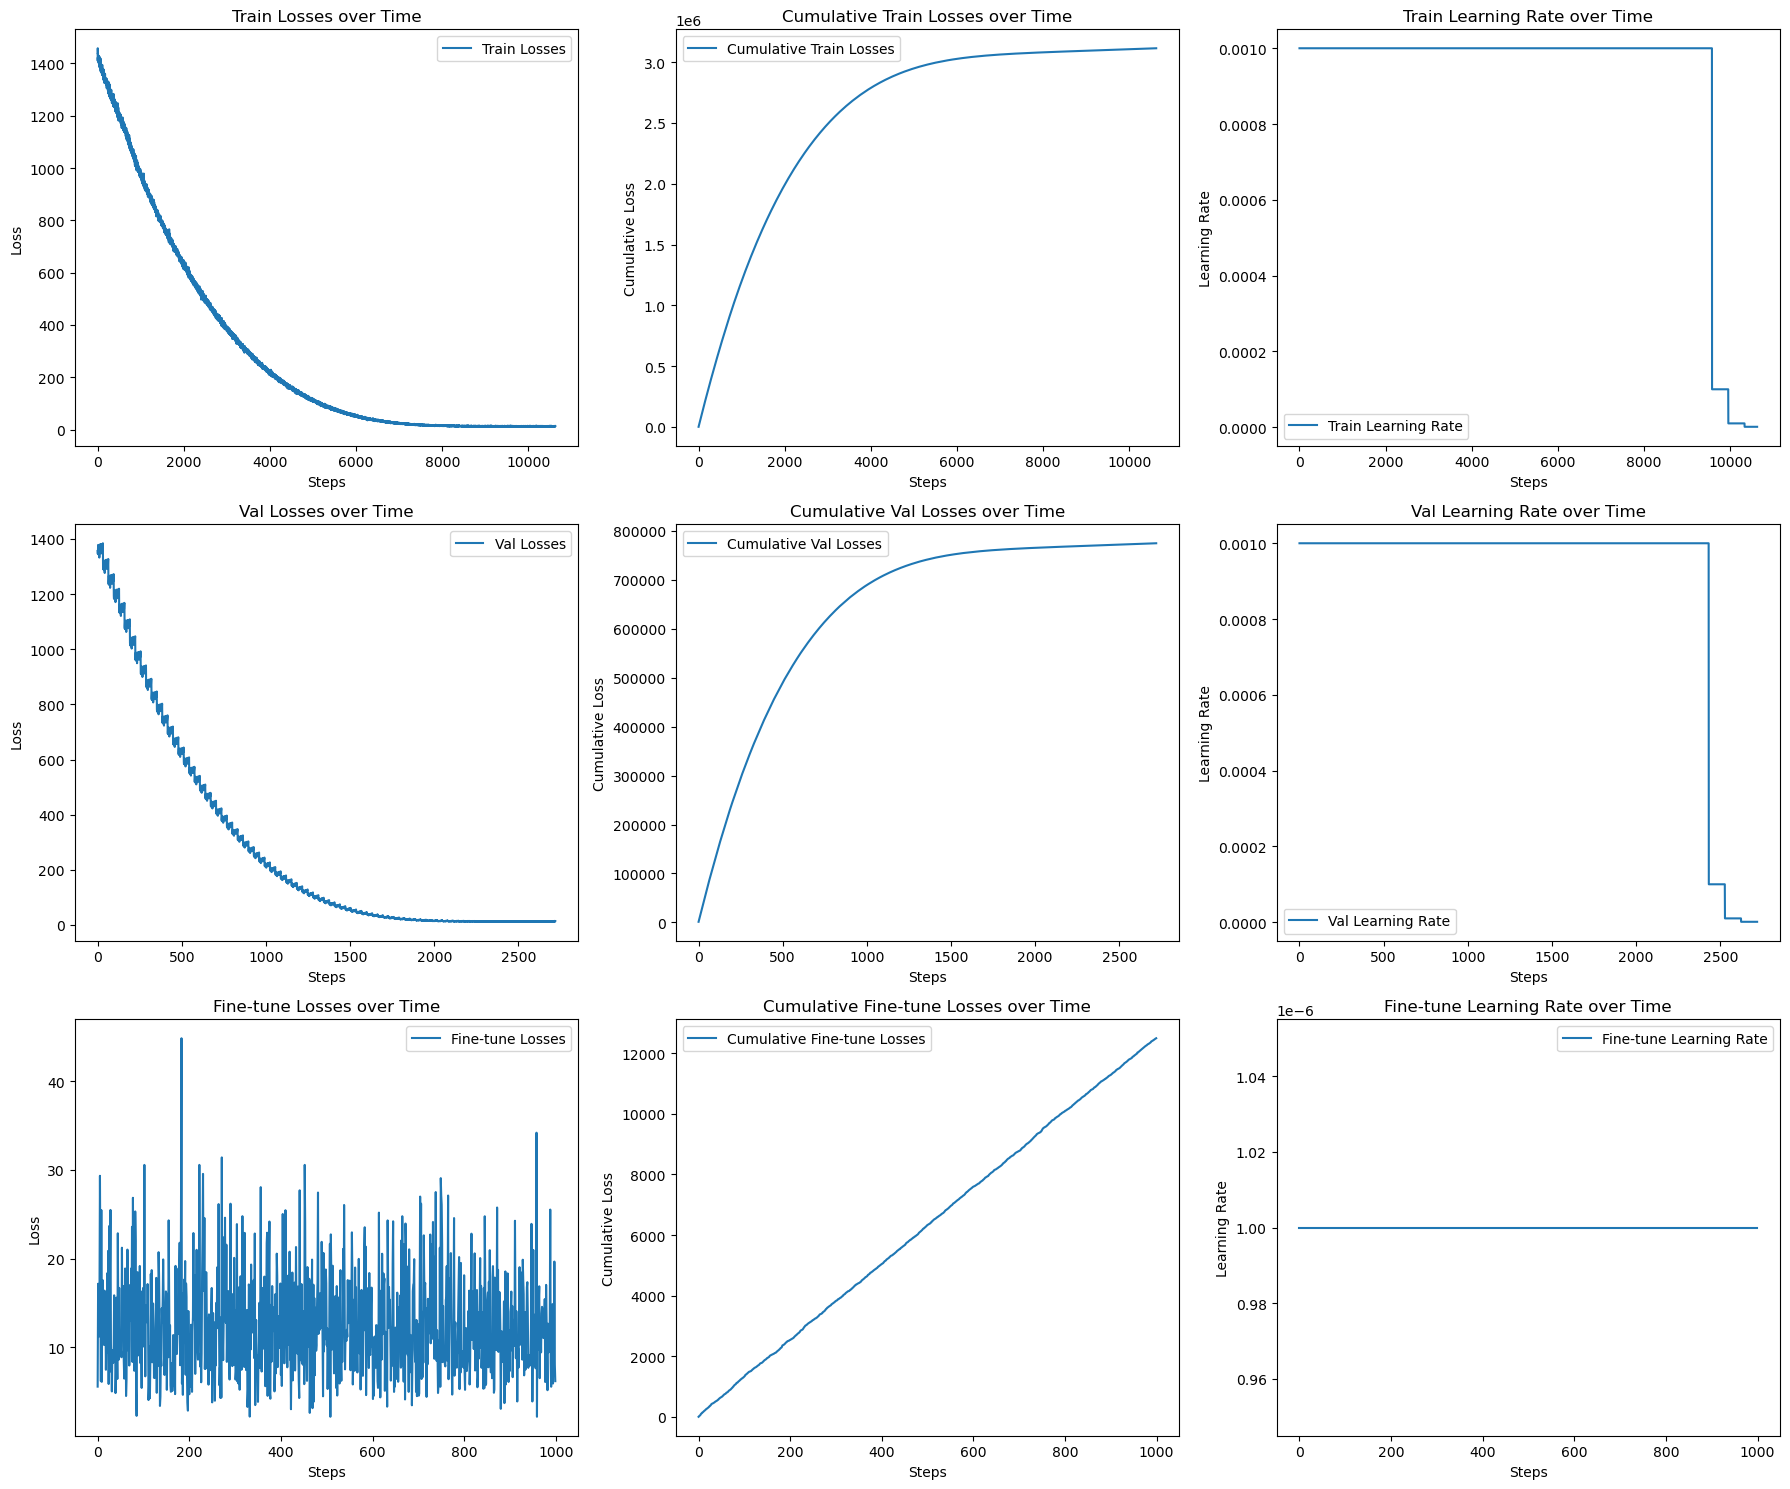 Train Losses over Time
Train Losses
1400
1200
1000
800
600
400
200
0
Loss
0 2000 4000 6000 8000 10000
Steps
Cumulative Train Losses over Time
1e6
Cumulative Train Losses
3.0
2.5
2.0
1.5
1.0
0.5
0.0
Cumulative Loss
0 2000 4000 6000 8000 10000
Steps
Train Learning Rate over Time
0.0010
0.0008
0.0006
0.0004
0.0002
0.0000
Learning Rate
Train Learning Rate
0 2000 4000 6000 8000 10000
Steps
Val Losses over Time
Val Losses
1400
1200
1000
800
600
400
200
0
Loss
0 500 1000 1500 2000 2500
Steps
Cumulative Val Losses over Time
Cumulative Val Losses
800000
700000
600000
500000
400000
300000
200000
100000
0
Cumulative Loss
0 500 1000 1500 2000 2500
Steps
Val Learning Rate over Time
0.0010
0.0008
0.0006
0.0004
0.0002
0.0000
Learning Rate
Val Learning Rate
0 500 1000 1500 2000 2500
Steps
Fine-tune Losses over Time
Fine-tune Losses
40
30
20
10
Loss
0 200 400 600 800 1000
Steps
Cumulative Fine-tune Losses over Time
Cumulative Fine-tune Losses
12000
10000
8000
6000
4000
2000
0
Cumulative Loss
0 200 400 600 800 1000
Steps
Fine-tune Learning Rate over Time
1e−6
Fine-tune Learning Rate
1.04
1.02
1.00
0.98
0.96
Learning Rate
0 200 400 600 800 1000
Steps